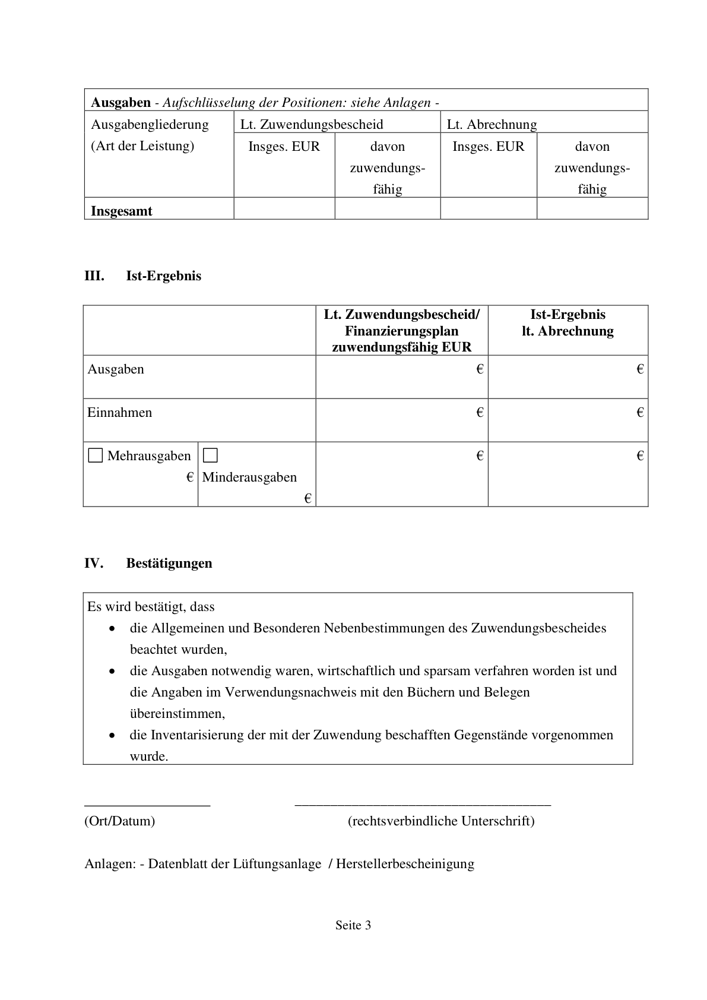 Ausgaben - Aufschlüsselung der Positionen: siehe Anlagen -
Ausgabengliederung Lt. Zuwendungsbescheid Lt. Abrechnung
(Art der Leistung) Insges. EUR davon Insges. EUR davon
zuwendungs- zuwendungs-
fähig fähig
Insgesamt
III. Ist-Ergebnis
Lt. Zuwendungsbescheid/ Ist-Ergebnis
Finanzierungsplan lt. Abrechnung
zuwendungsfähig EUR
Ausgaben € €
Einnahmen € €
Mehrausgaben € €
€ Minderausgaben
€
IV. Bestätigungen
Es wird bestätigt, dass
• die Allgemeinen und Besonderen Nebenbestimmungen des Zuwendungsbescheides
beachtet wurden,
• die Ausgaben notwendig waren, wirtschaftlich und sparsam verfahren worden ist und
die Angaben im Verwendungsnachweis mit den Büchern und Belegen
übereinstimmen,
• die Inventarisierung der mit der Zuwendung beschafften Gegenstände vorgenommen
wurde.
(Ort/Datum) (rechtsverbindliche Unterschrift)
Anlagen: - Datenblatt der Lüftungsanlage / Herstellerbescheinigung
Seite 3